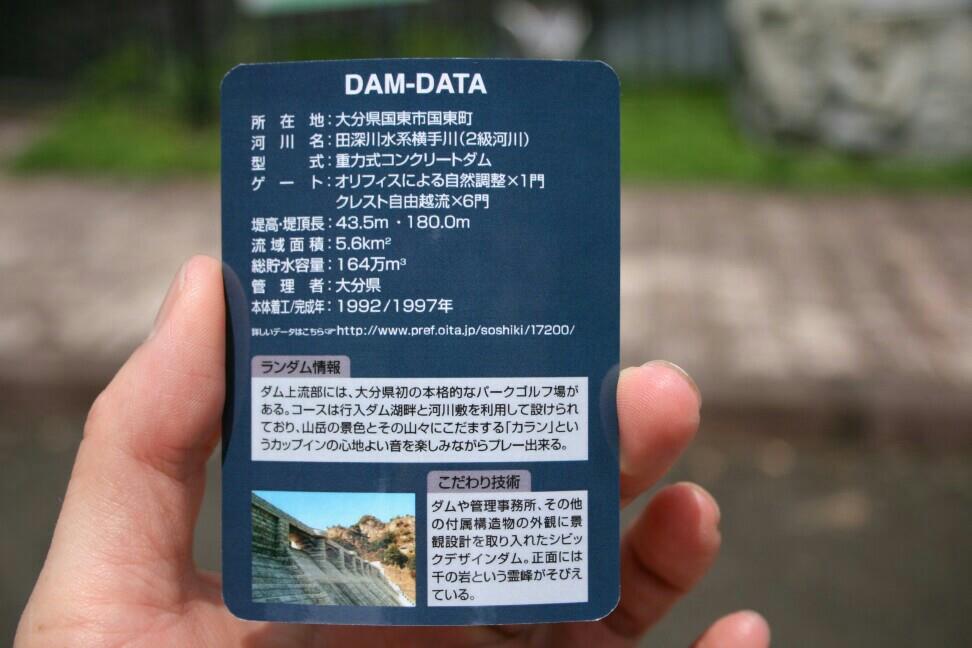 DAM-DATA
所在地：大分県国東市国東町
河川名：田深川水系横手川(2級河川)
型式：重力式コンクリートダム
ゲート：オリフィスによる自然調整×1門
クレスト自由越流×6門
堤高・堤頂長：43.5m・180.0m
流域面積：5.6km²
総貯水容量：164万m³
管理者：大分県
本体着工/完成年：1992/1997年
詳しいデータはこちら☞http://www.pref.oita.jp/soshiki/17200/
ランダム情報
ダム上流部には、大分県初の本格的なパークゴルフ場が
ある。コースは行入ダム湖畔と河川敷を利用して設けられ
ており、山岳の景色とその山々にこだまする「カラン」とい
うカップインの心地よい音を楽しみながらプレー出来る。
こだわり技術
ダムや管理事務所、その他
の付属構造物の外観に景
観設計を取り入れたシビッ
クデザインダム。正面には
千の岩という霊峰がそびえ
ている。